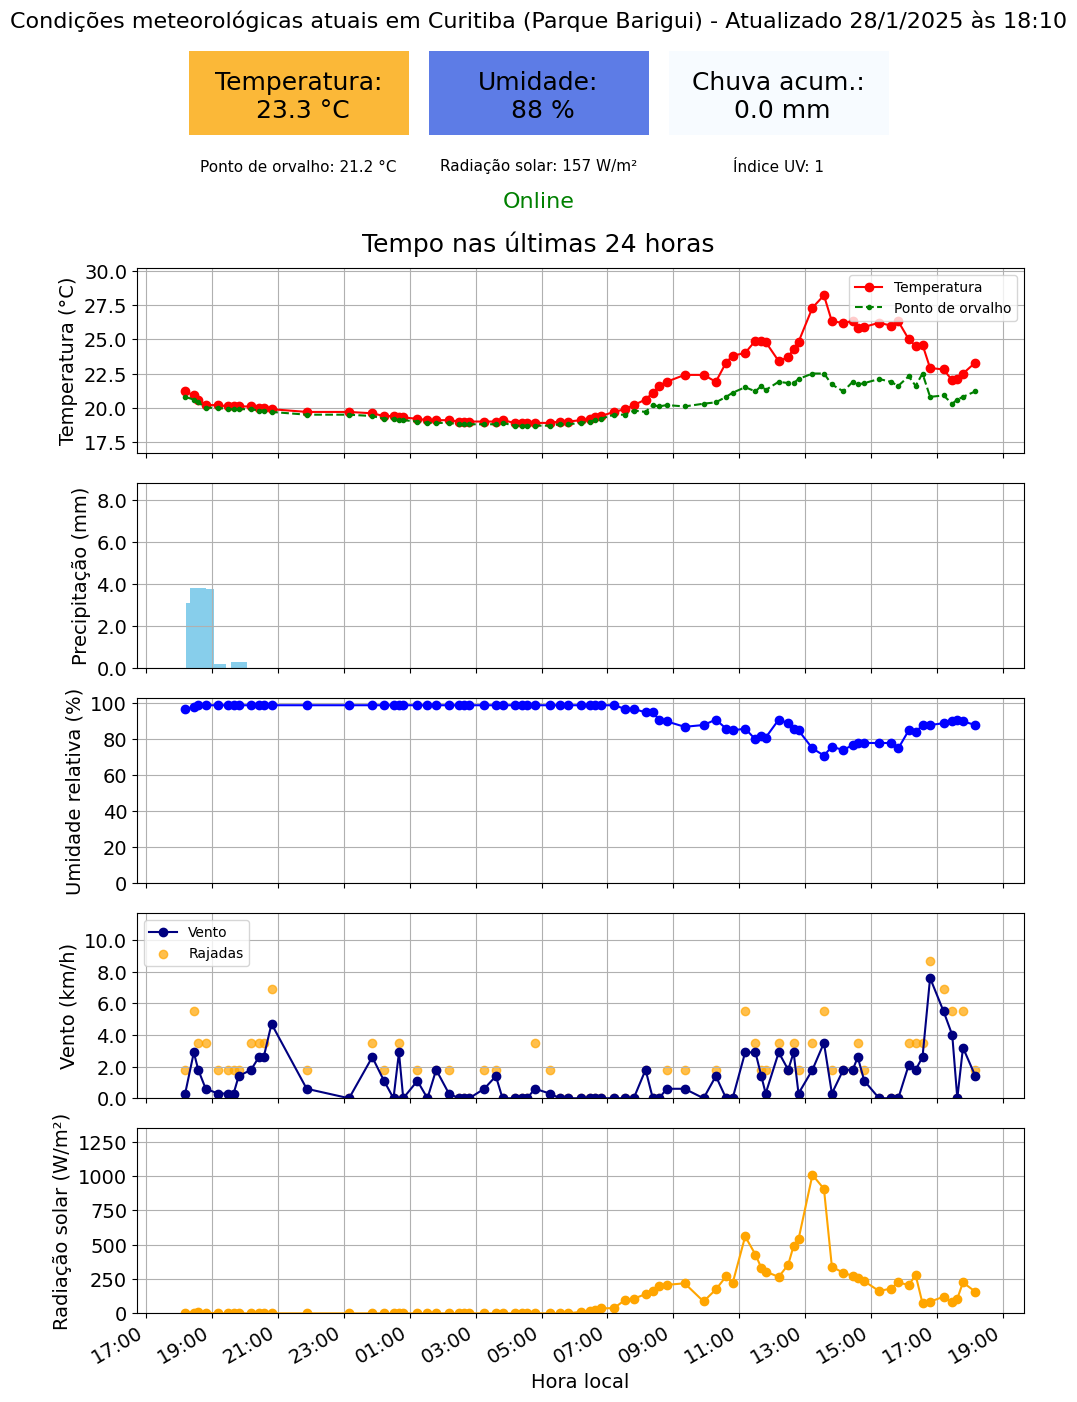 Condições meteorológicas atuais em Curitiba (Parque Barigui) - Atualizado 28/1/2025 às 18:10
Temperatura:
23.3 °C
Umidade:
88 %
Chuva acum.:
0.0 mm
Ponto de orvalho: 21.2 °C
Radiação solar: 157 W/m²
Índice UV: 1
Online
Tempo nas últimas 24 horas
Temperatura (°C)
30.0
27.5
25.0
22.5
20.0
17.5
Temperatura
Ponto de orvalho
Precipitação (mm)
8.0
6.0
4.0
2.0
0.0
Umidade relativa (%)
100
80
60
40
20
0
Vento (km/h)
10.0
8.0
6.0
4.0
2.0
0.0
Vento
Rajadas
Radiação solar (W/m²)
1250
1000
750
500
250
0
17:00 19:00 21:00 23:00 01:00 03:00 05:00 07:00 09:00 11:00 13:00 15:00 17:00 19:00
Hora local